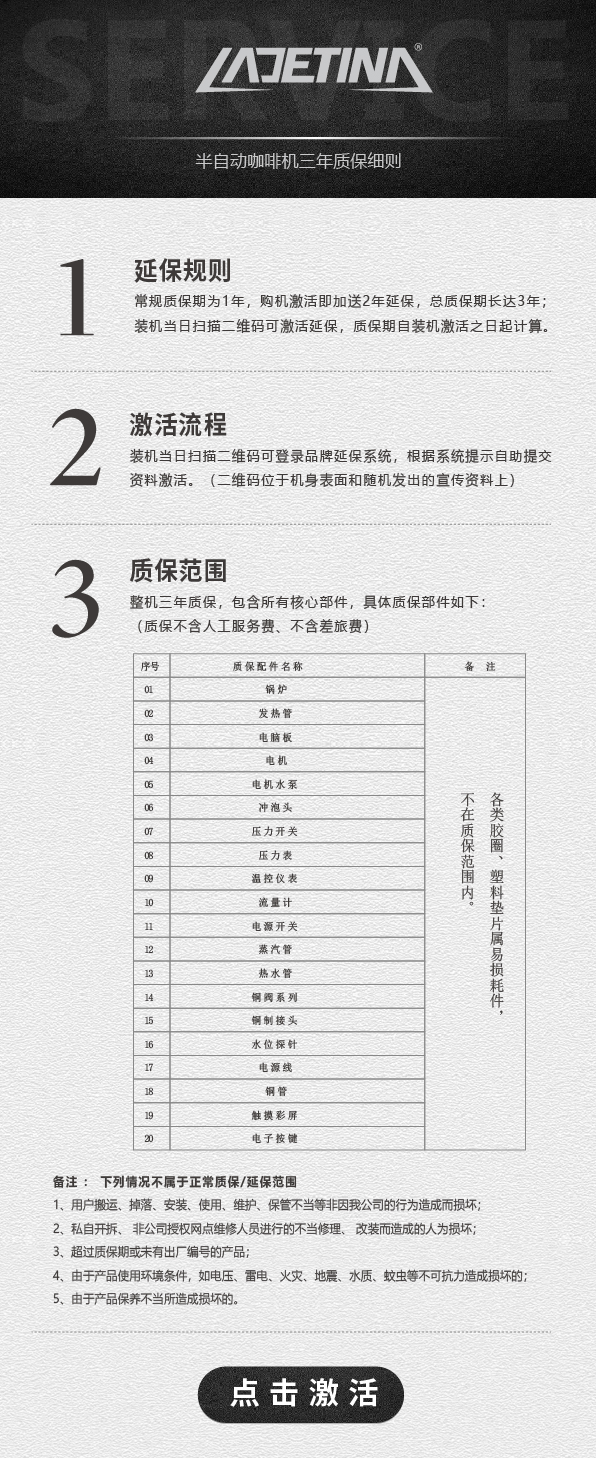 SERVICE
LAJETINA®
半自动咖啡机三年质保细则
1
延保规则
常规质保期为1年，购机激活即加送2年延保，总质保期长达3年；
装机当日扫描二维码可激活延保，质保期自装机激活之日起计算。
2
激活流程
装机当日扫描二维码可登录品牌延保系统，根据系统提示自助提交
资料激活。（二维码位于机身表面和随机发出的宣传资料上）
3
质保范围
整机三年质保，包含所有核心部件，具体质保部件如下：
（质保不含人工服务费、不含差旅费）
序号 质保配件名称 备 注
01 锅炉
02 发热管
03 电脑板
04 电机
05 电机水泵
06 冲泡头
07 压力开关
08 压力表
09 温控仪表
10 流量计
11 电源开关
12 蒸汽管
13 热水管
14 铜阀系列
15 铜制接头
16 水位探针
17 电源线
18 铜管
19 触摸彩屏
20 电子按键
各类胶圈、塑料垫片属易损耗件，
不在质保范围内。
备注 ： 下列情况不属于正常质保/延保范围
1、用户搬运、掉落、安装、使用、维护、保管不当等非因我公司的行为造成而损坏；
2、私自开拆、 非公司授权网点维修人员进行的不当修理、 改装而造成的人为损坏；
3、超过质保期或未有出厂编号的产品；
4、由于产品使用环境条件，如电压、雷电、火灾、地震、水质、蚊虫等不可抗力造成损坏的；
5、由于产品保养不当所造成损坏的。
点击激活